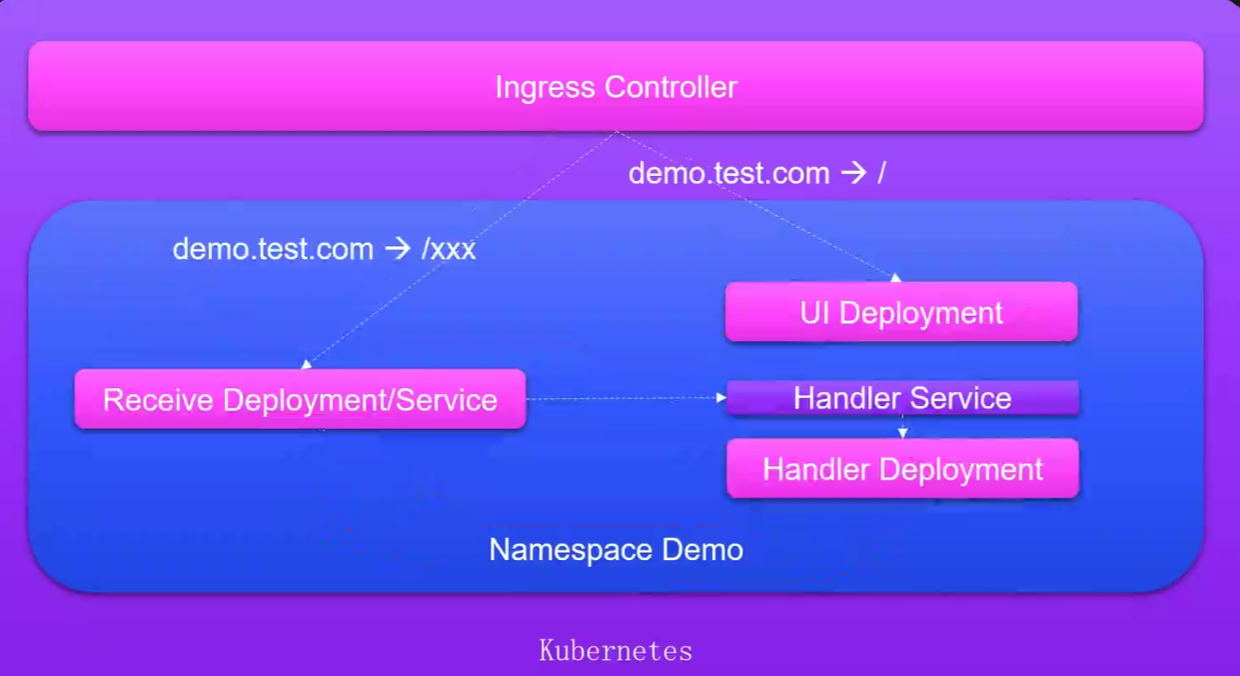 Ingress Controller
demo.test.com → /
demo.test.com → /xxx
UI Deployment
Receive Deployment/Service
Handler Service
Handler Deployment
Namespace Demo
Kubernetes